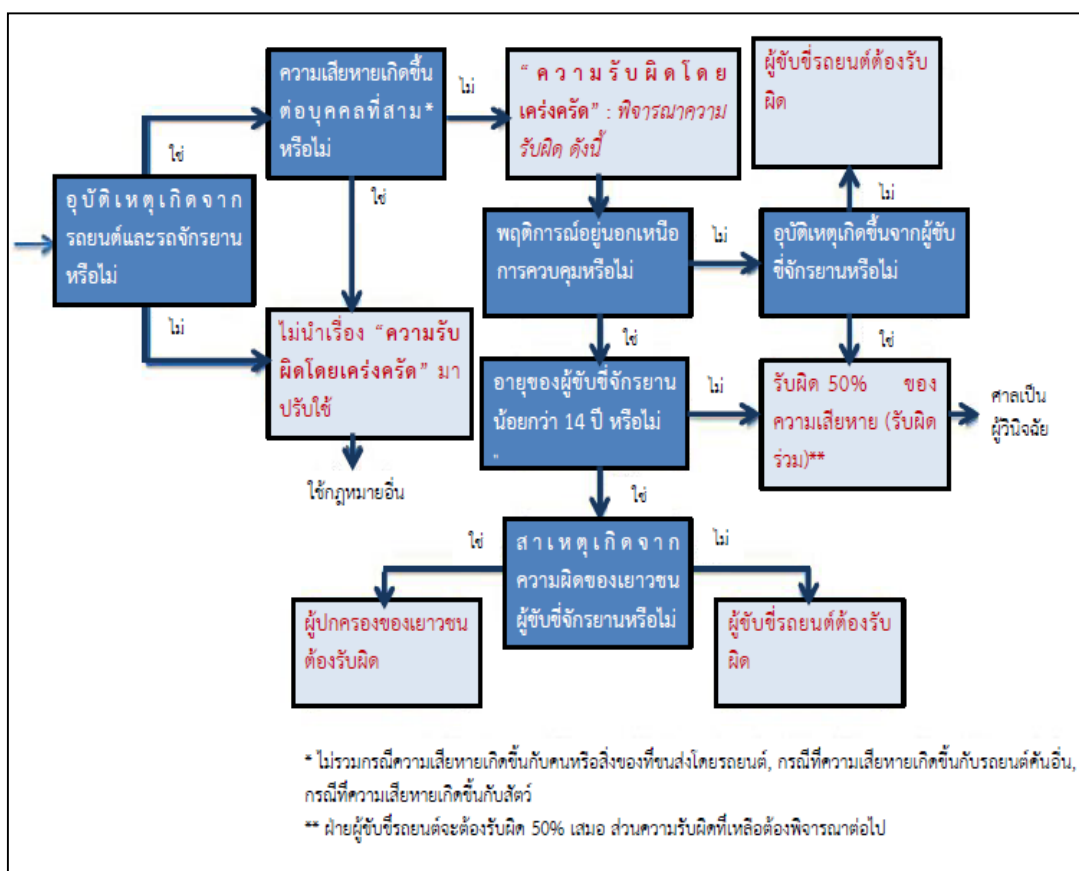 ความเสียหายเกิดขึ้น
ต่อบุคคลที่สาม*
หรือไม่
ไม่
“ความรับผิดโดย
เคร่งครัด” : พิจารณาความ
รับผิด ดังนี้
ผู้ขับขี่รถยนต์ต้องรับ
ผิด
ใช่
ใช่
ไม่
อุบัติเหตุเกิดจาก
รถยนต์และรถจักรยาน
หรือไม่
พฤติการณ์อยู่นอกเหนือ
การควบคุมหรือไม่
ไม่
อุบัติเหตุเกิดขึ้นจากผู้ขับ
ขี่จักรยานหรือไม่
ไม่
ไม่นำเรื่อง “ความรับ
ผิดโดยเคร่งครัด” มา
ปรับใช้
ใช่
ใช่
อายุของผู้ขับขี่จักรยาน
น้อยกว่า 14 ปี หรือไม่
"
ไม่
รับผิด 50% ของ
ความเสียหาย (รับผิด
ร่วม)**
ศาลเป็น
ผู้วินิจฉัย
ใช้กฎหมายอื่น
ใช่
ใช่
สาเหตุเกิดจาก
ความผิดของเยาวชน
ผู้ขับขี่จักรยานหรือไม่
ไม่
ผู้ปกครองของเยาวชน
ต้องรับผิด
ผู้ขับขี่รถยนต์ต้องรับ
ผิด
* ไม่รวมกรณีความเสียหายเกิดขึ้นกับคนหรือสิ่งของที่ขนส่งโดยรถยนต์, กรณีที่ความเสียหายเกิดขึ้นกับรถยนต์คันอื่น,
กรณีที่ความเสียหายเกิดขึ้นกับสัตว์
** ฝ่ายผู้ขับขี่รถยนต์จะต้องรับผิด 50% เสมอ ส่วนความรับผิดที่เหลือต้องพิจารณาต่อไป